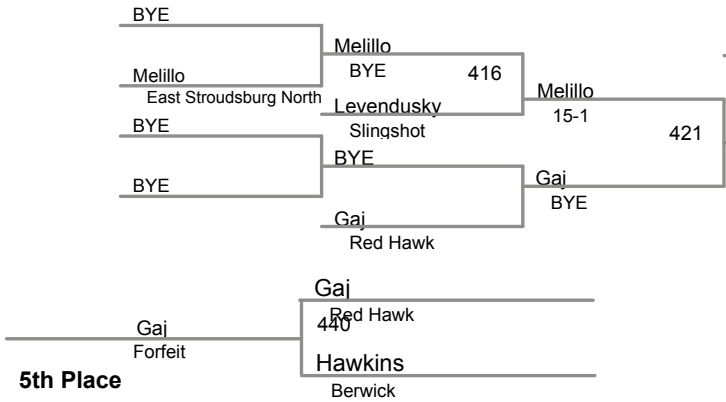 BYE
Melillo
BYE
416
Melillo
East Stroudsburg North
Levendusky
Slingshot
Melillo
15-1
421
BYE
BYE
BYE
Gaj
BYE
Gaj
Red Hawk
Gaj
Red Hawk
440
Gaj
Forfeit
Hawkins
Berwick
5th Place